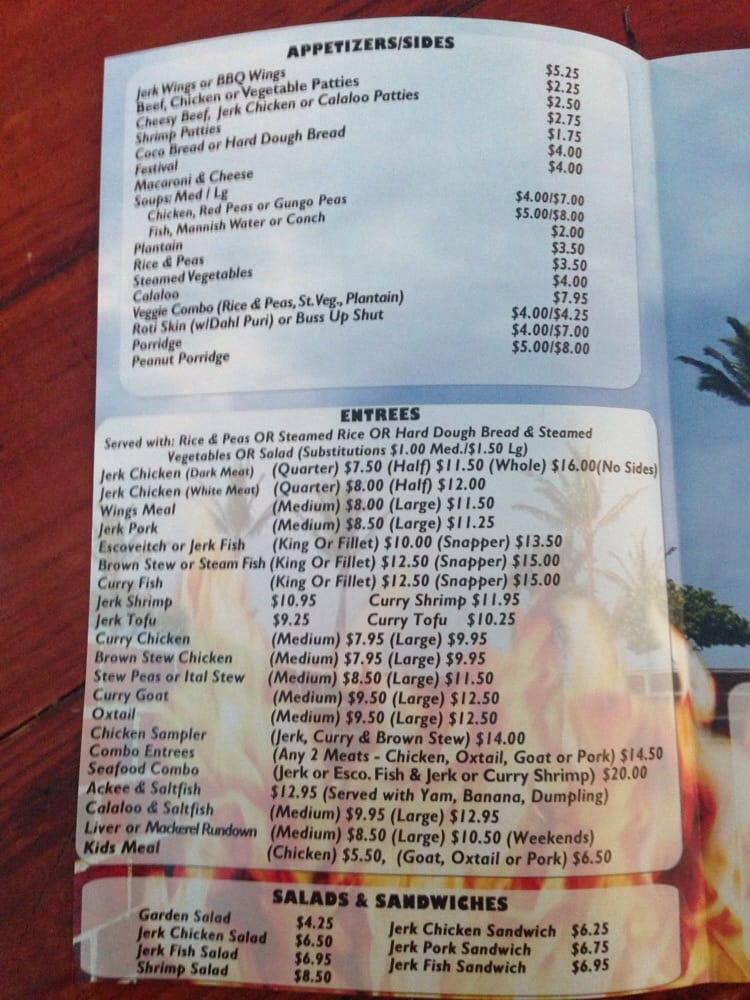 APPETIZERS/SIDES
Jerk Wings or BBQ Wings $5.25
Beef, Chicken or Vegetable Patties $2.25
Cheesy Beef, Jerk Chicken or Calaloo Patties $2.50
Shrimp Patties $2.75
Coco Bread or Hard Dough Bread $1.75
Festival $4.00
Macaroni & Cheese $4.00
Soups: Med / Lg
Chicken, Red Peas or Gungo Peas $4.00/$7.00
Fish, Mannish Water or Conch $5.00/$8.00
Plantain $2.00
Rice & Peas $3.50
Steamed Vegetables $3.50
Calaloo $4.00
Veggie Combo (Rice & Peas, St. Veg., Plantain) $7.95
Roti Skin (w/Dahl Puri) or Buss Up Shut $4.00/$4.25
Porridge $4.00/$7.00
Peanut Porridge $5.00/$8.00
ENTREES
Served with: Rice & Peas OR Steamed Rice OR Hard Dough Bread & Steamed
Vegetables OR Salad (Substitutions $1.00 Med./$1.50 Lg)
Jerk Chicken (Dark Meat) (Quarter) $7.50 (Half) $11.50 (Whole) $16.00(No Sides)
Jerk Chicken (White Meat) (Quarter) $8.00 (Half) $12.00
Wings Meal (Medium) $8.00 (Large) $11.50
Jerk Pork (Medium) $8.50 (Large) $11.25
Escoveitch or Jerk Fish (King Or Fillet) $10.00 (Snapper) $13.50
Brown Stew or Steam Fish (King Or Fillet) $12.50 (Snapper) $15.00
Curry Fish (King Or Fillet) $12.50 (Snapper) $15.00
Jerk Shrimp $10.95 Curry Shrimp $11.95
Jerk Tofu $9.25 Curry Tofu $10.25
Curry Chicken (Medium) $7.95 (Large) $9.95
Brown Stew Chicken (Medium) $7.95 (Large) $9.95
Stew Peas or Ital Stew (Medium) $8.50 (Large) $11.50
Curry Goat (Medium) $9.50 (Large) $12.50
Oxtail (Medium) $9.50 (Large) $12.50
Chicken Sampler (Jerk, Curry & Brown Stew) $14.00
Combo Entrees (Any 2 Meats - Chicken, Oxtail, Goat or Pork) $14.50
Seafood Combo (Jerk or Esco. Fish & Jerk or Curry Shrimp) $20.00
Ackee & Saltfish $12.95 (Served with Yam, Banana, Dumpling)
Calaloo & Saltfish (Medium) $9.95 (Large) $12.95
Liver or Mackerel Rundown (Medium) $8.50 (Large) $10.50 (Weekends)
Kids Meal (Chicken) $5.50, (Goat, Oxtail or Pork) $6.50
SALADS & SANDWICHES
Garden Salad $4.25 Jerk Chicken Sandwich $6.25
Jerk Chicken Salad $6.50 Jerk Pork Sandwich $6.75
Jerk Fish Salad $6.95 Jerk Fish Sandwich $6.95
Shrimp Salad $8.50